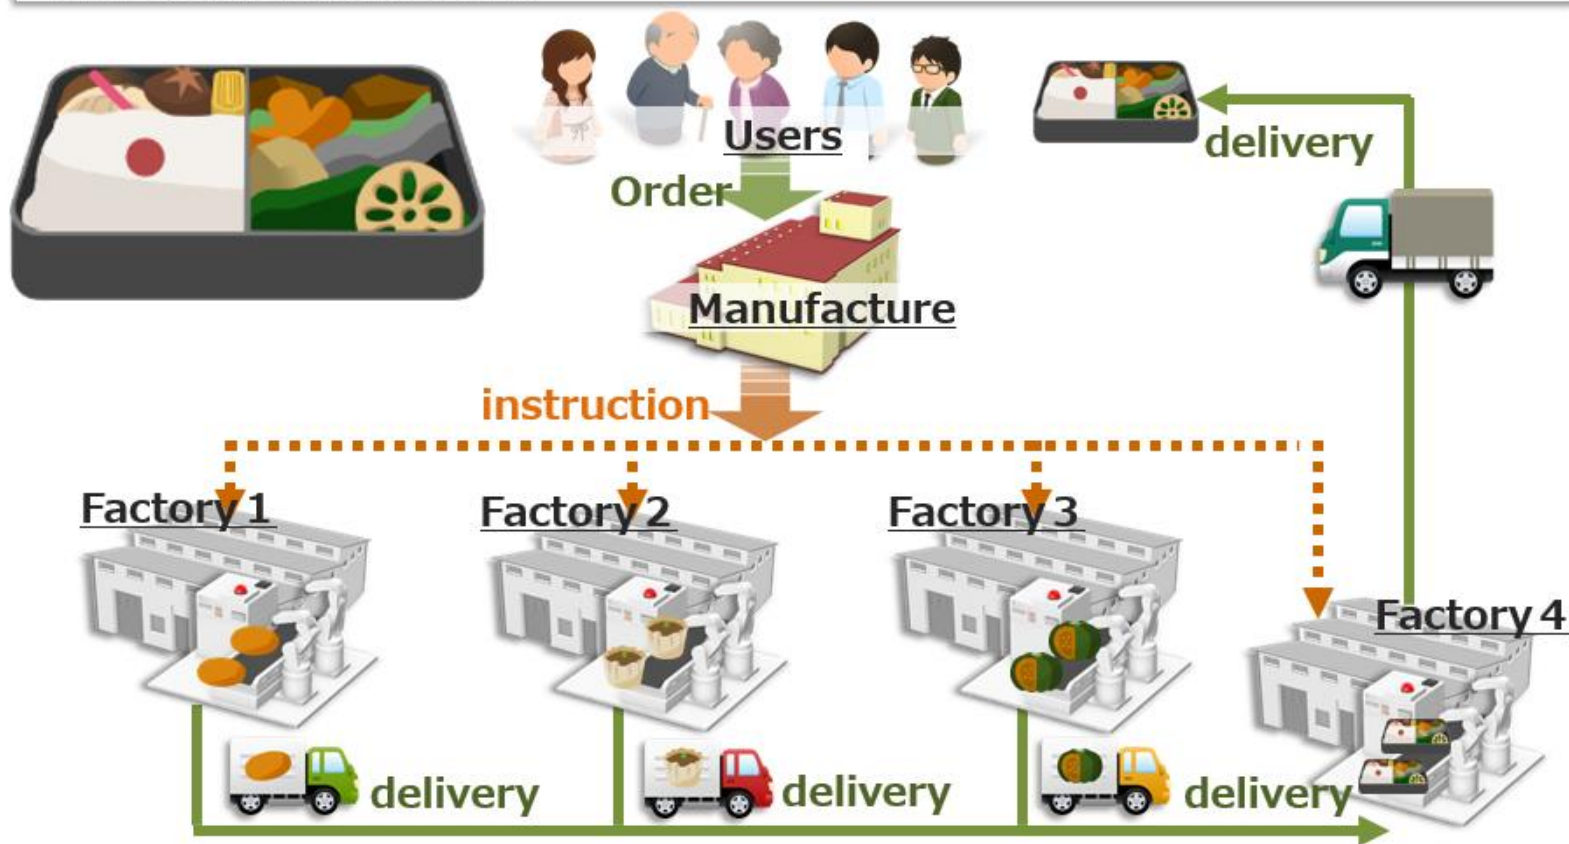 Users
delivery
Order
Manufacture
instruction
Factory 1
Factory 2
Factory 3
Factory 4
delivery
delivery
delivery